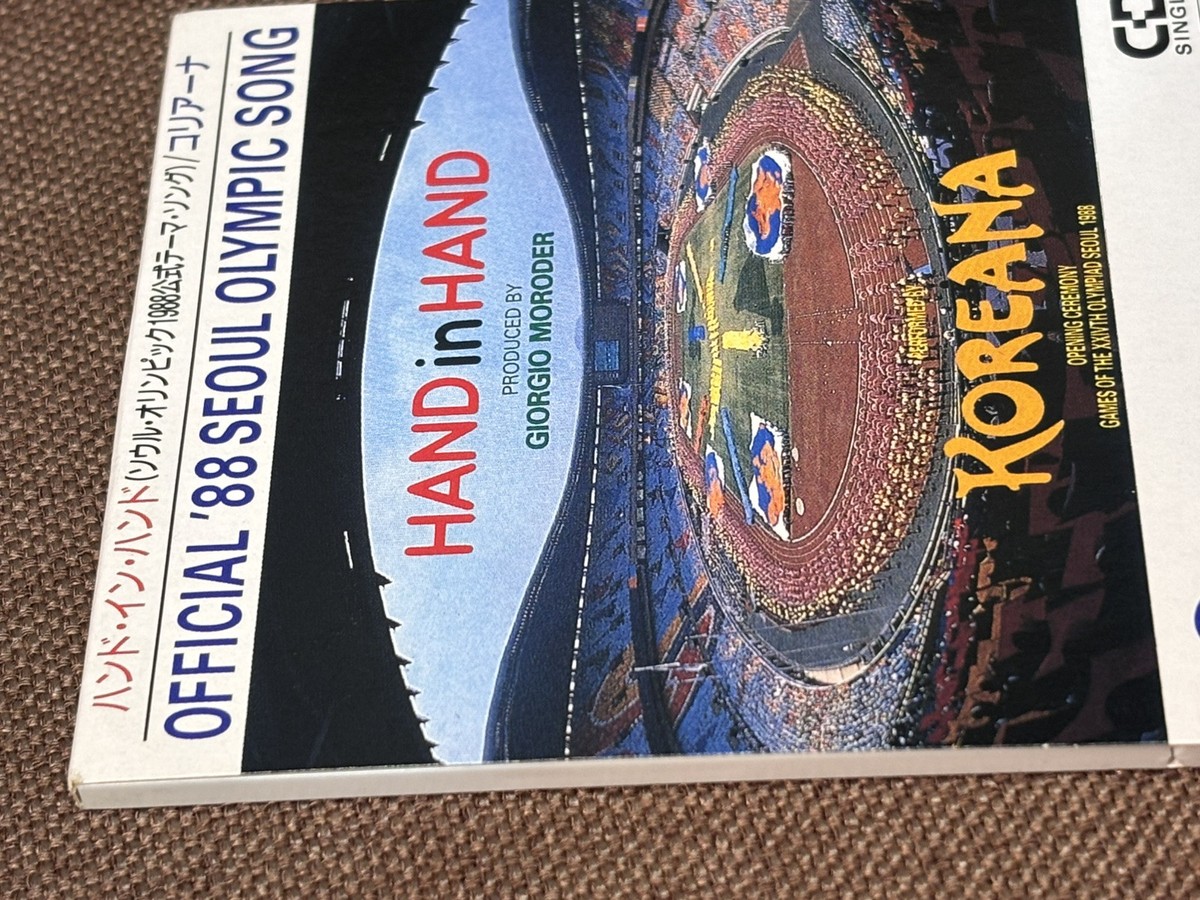 ハンド・イン・ハンド(ソウル・オリンピック1988公式テーマ・ソング)/コリアーナ
OFFICIAL '88 SEOUL OLYMPIC SONG
HAND in HAND
PRODUCED BY
GIORGIO MORODER
PERFORMED BY
KOREANA
OPENING CEREMONY
GAMES OF THE XXIVTH OLYMPIAD SEOUL 1988